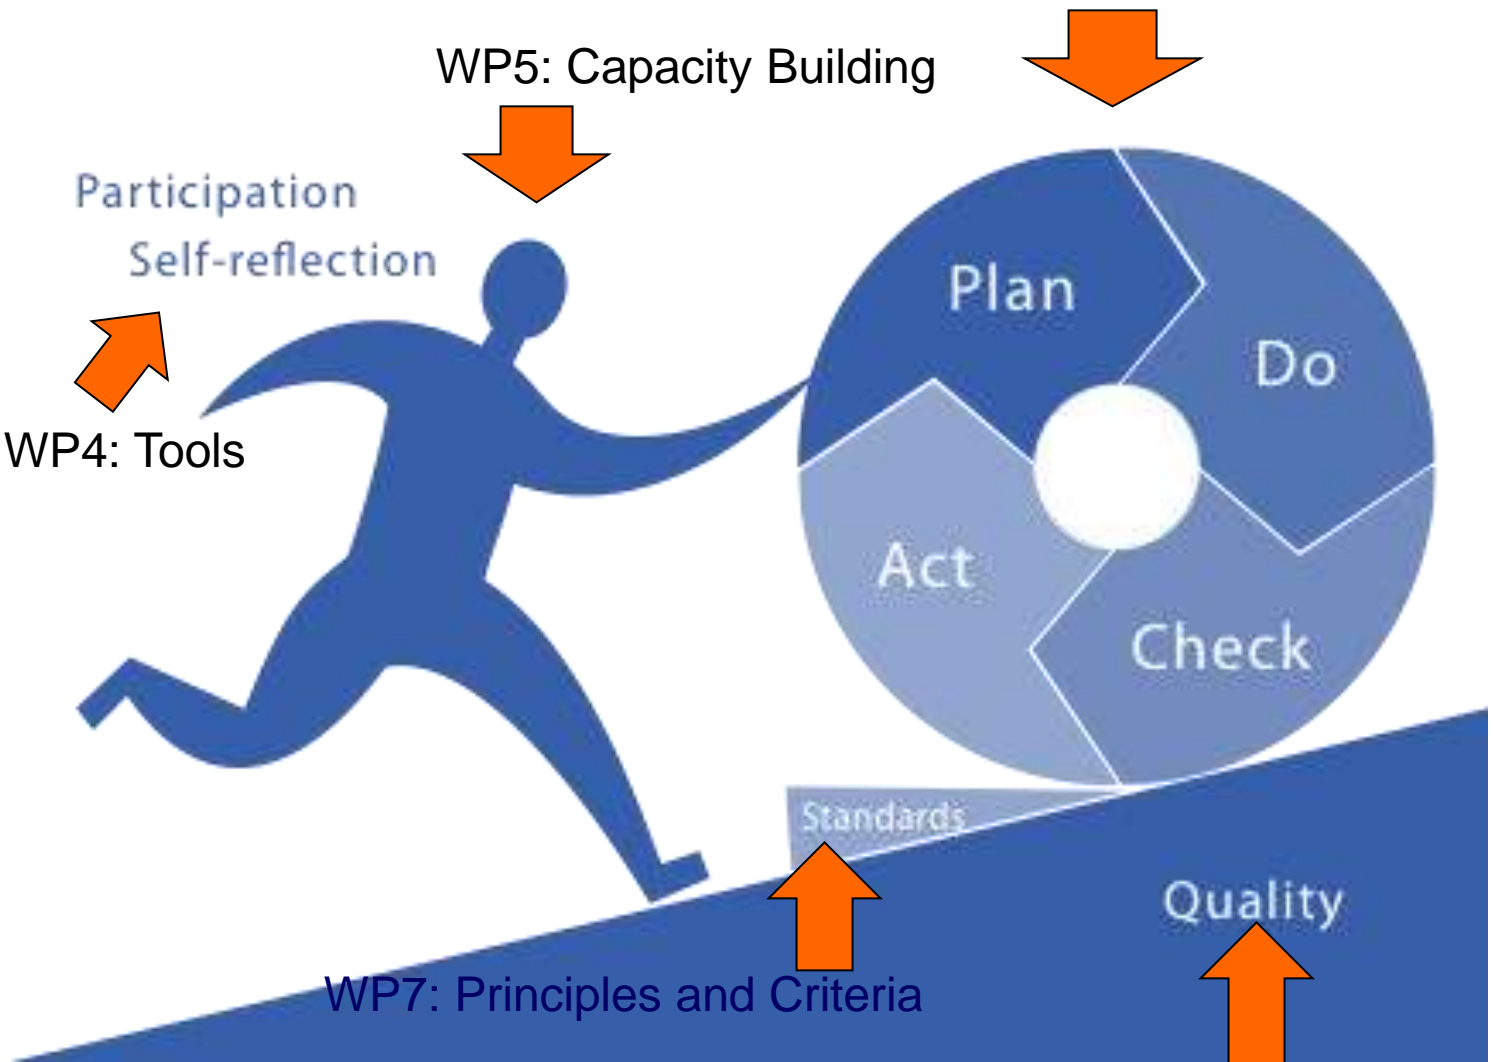 WP5: Capacity Building
Participation
Self-reflection
Plan
Do
WP4: Tools
Act
Check
Standards
Quality
WP7: Principles and Criteria